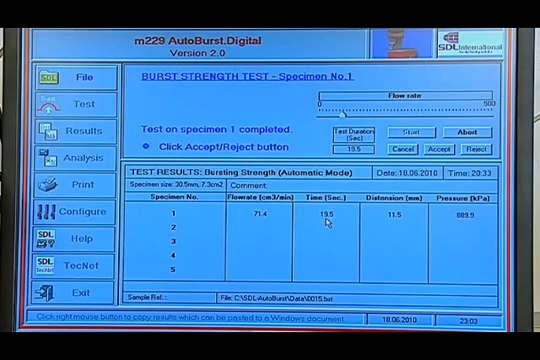 m229 AutoBurst.Digital
Version 2.0
SDL International
SDL File
Burst Test
Results
Analysis
Print
Configure
SDL Help
SDL TecNet TecNet
Exit
BURST STRENGTH TEST - Specimen No.1
Flow rate
0 500
Test on specimen 1 completed.
Click Accept/Reject button
Test Duration (Sec)
19.5
Start Abort
Cancel Accept Reject
TEST RESULTS: Bursting Strength (Automatic Mode) Date: 18.06.2010 Time: 20:33
Specimen size: 30.5mm, 7.3cm2 Comment:
Specimen No. Flowrate (cm3/min) Time (Sec.) Distension (mm) Pressure (kPa)
1 71.4 19.5 11.5 889.9
2
3
4
5
Sample Ref. : File: C:\SDL-AutoBurst\Data\0015.bst
Click right mouse button to copy results which can be pasted to a Windows document. 18.06.2010 23:03